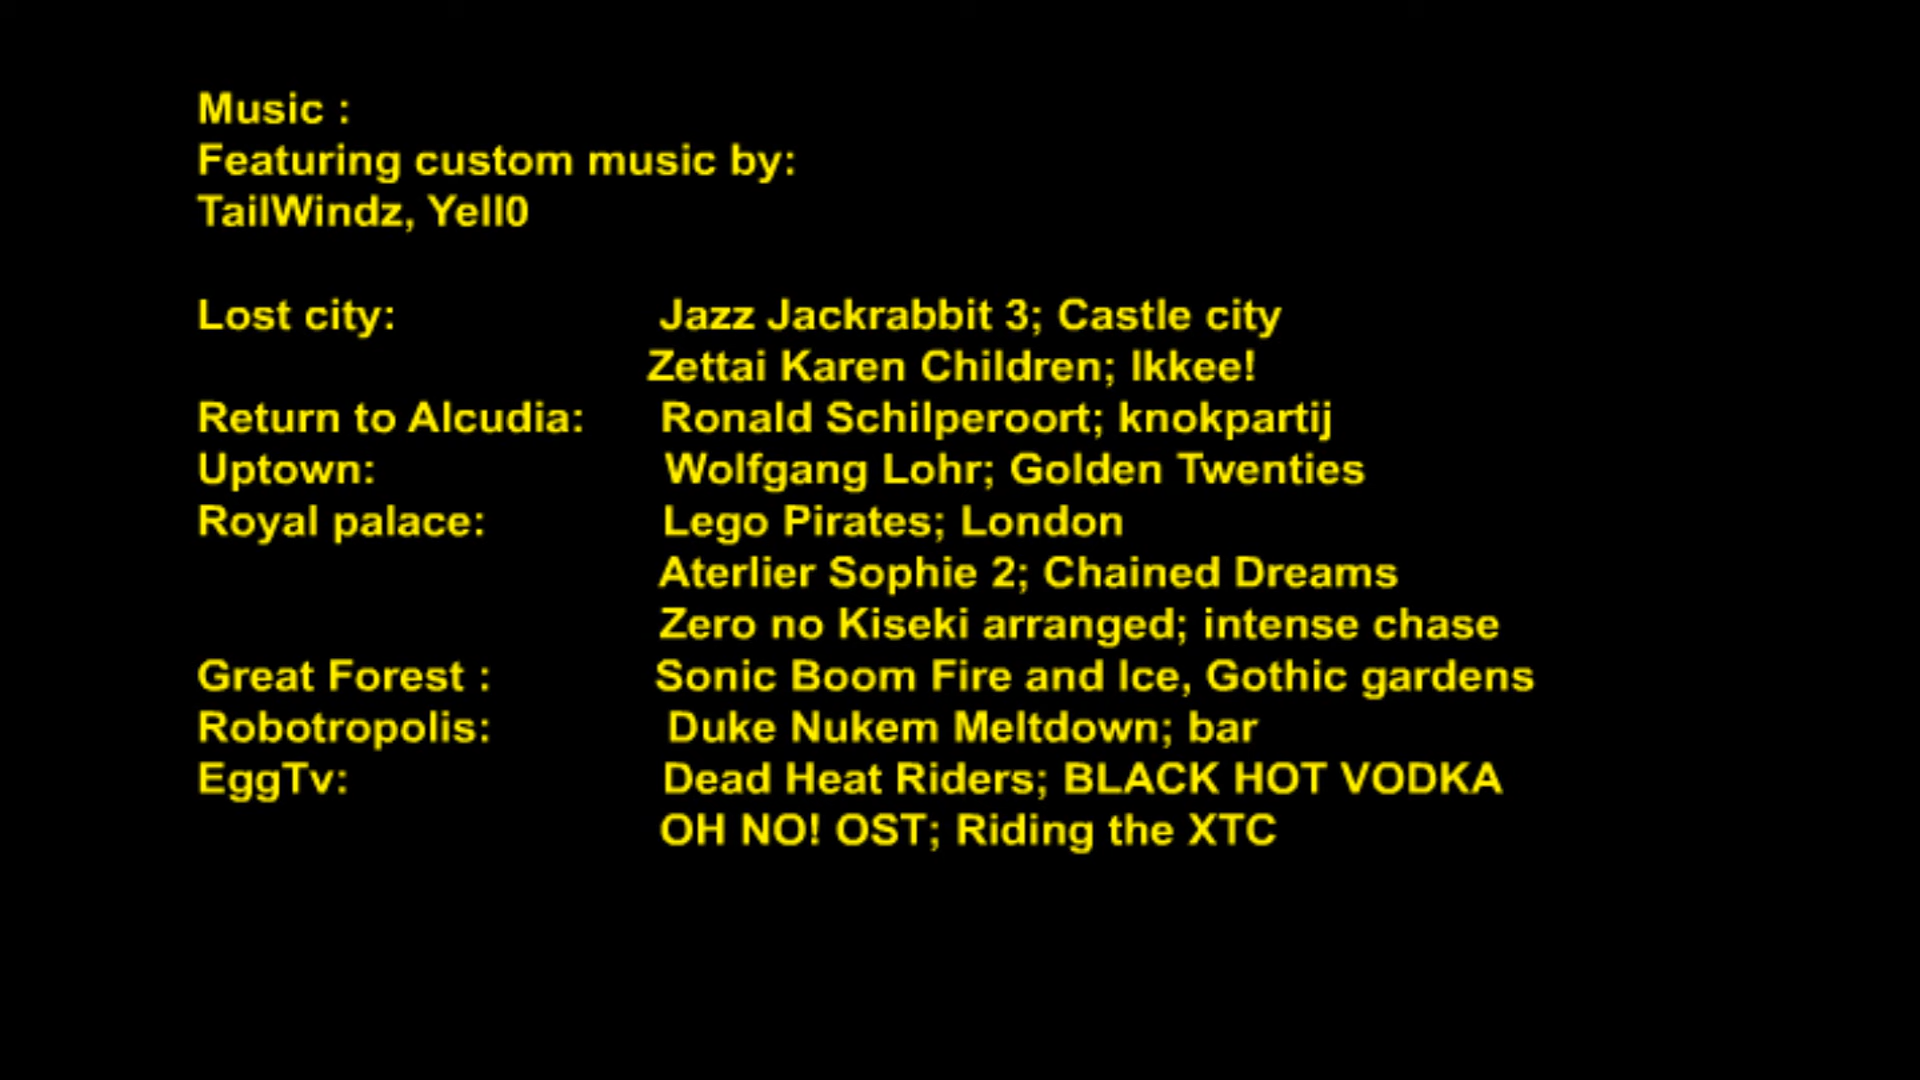 Music :
Featuring custom music by:
TailWindz, Yell0
Lost city: Jazz Jackrabbit 3; Castle city
Zettai Karen Children; Ikkee!
Return to Alcudia: Ronald Schilperoort; knokpartij
Uptown: Wolfgang Lohr; Golden Twenties
Royal palace: Lego Pirates; London
Aterlier Sophie 2; Chained Dreams
Zero no Kiseki arranged; intense chase
Great Forest : Sonic Boom Fire and Ice, Gothic gardens
Robotropolis: Duke Nukem Meltdown; bar
EggTv: Dead Heat Riders; BLACK HOT VODKA
OH NO! OST; Riding the XTC